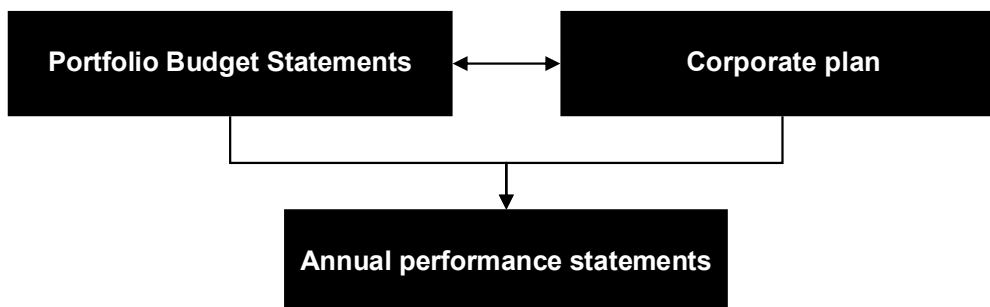 Portfolio Budget Statements
Corporate plan
Annual performance statements